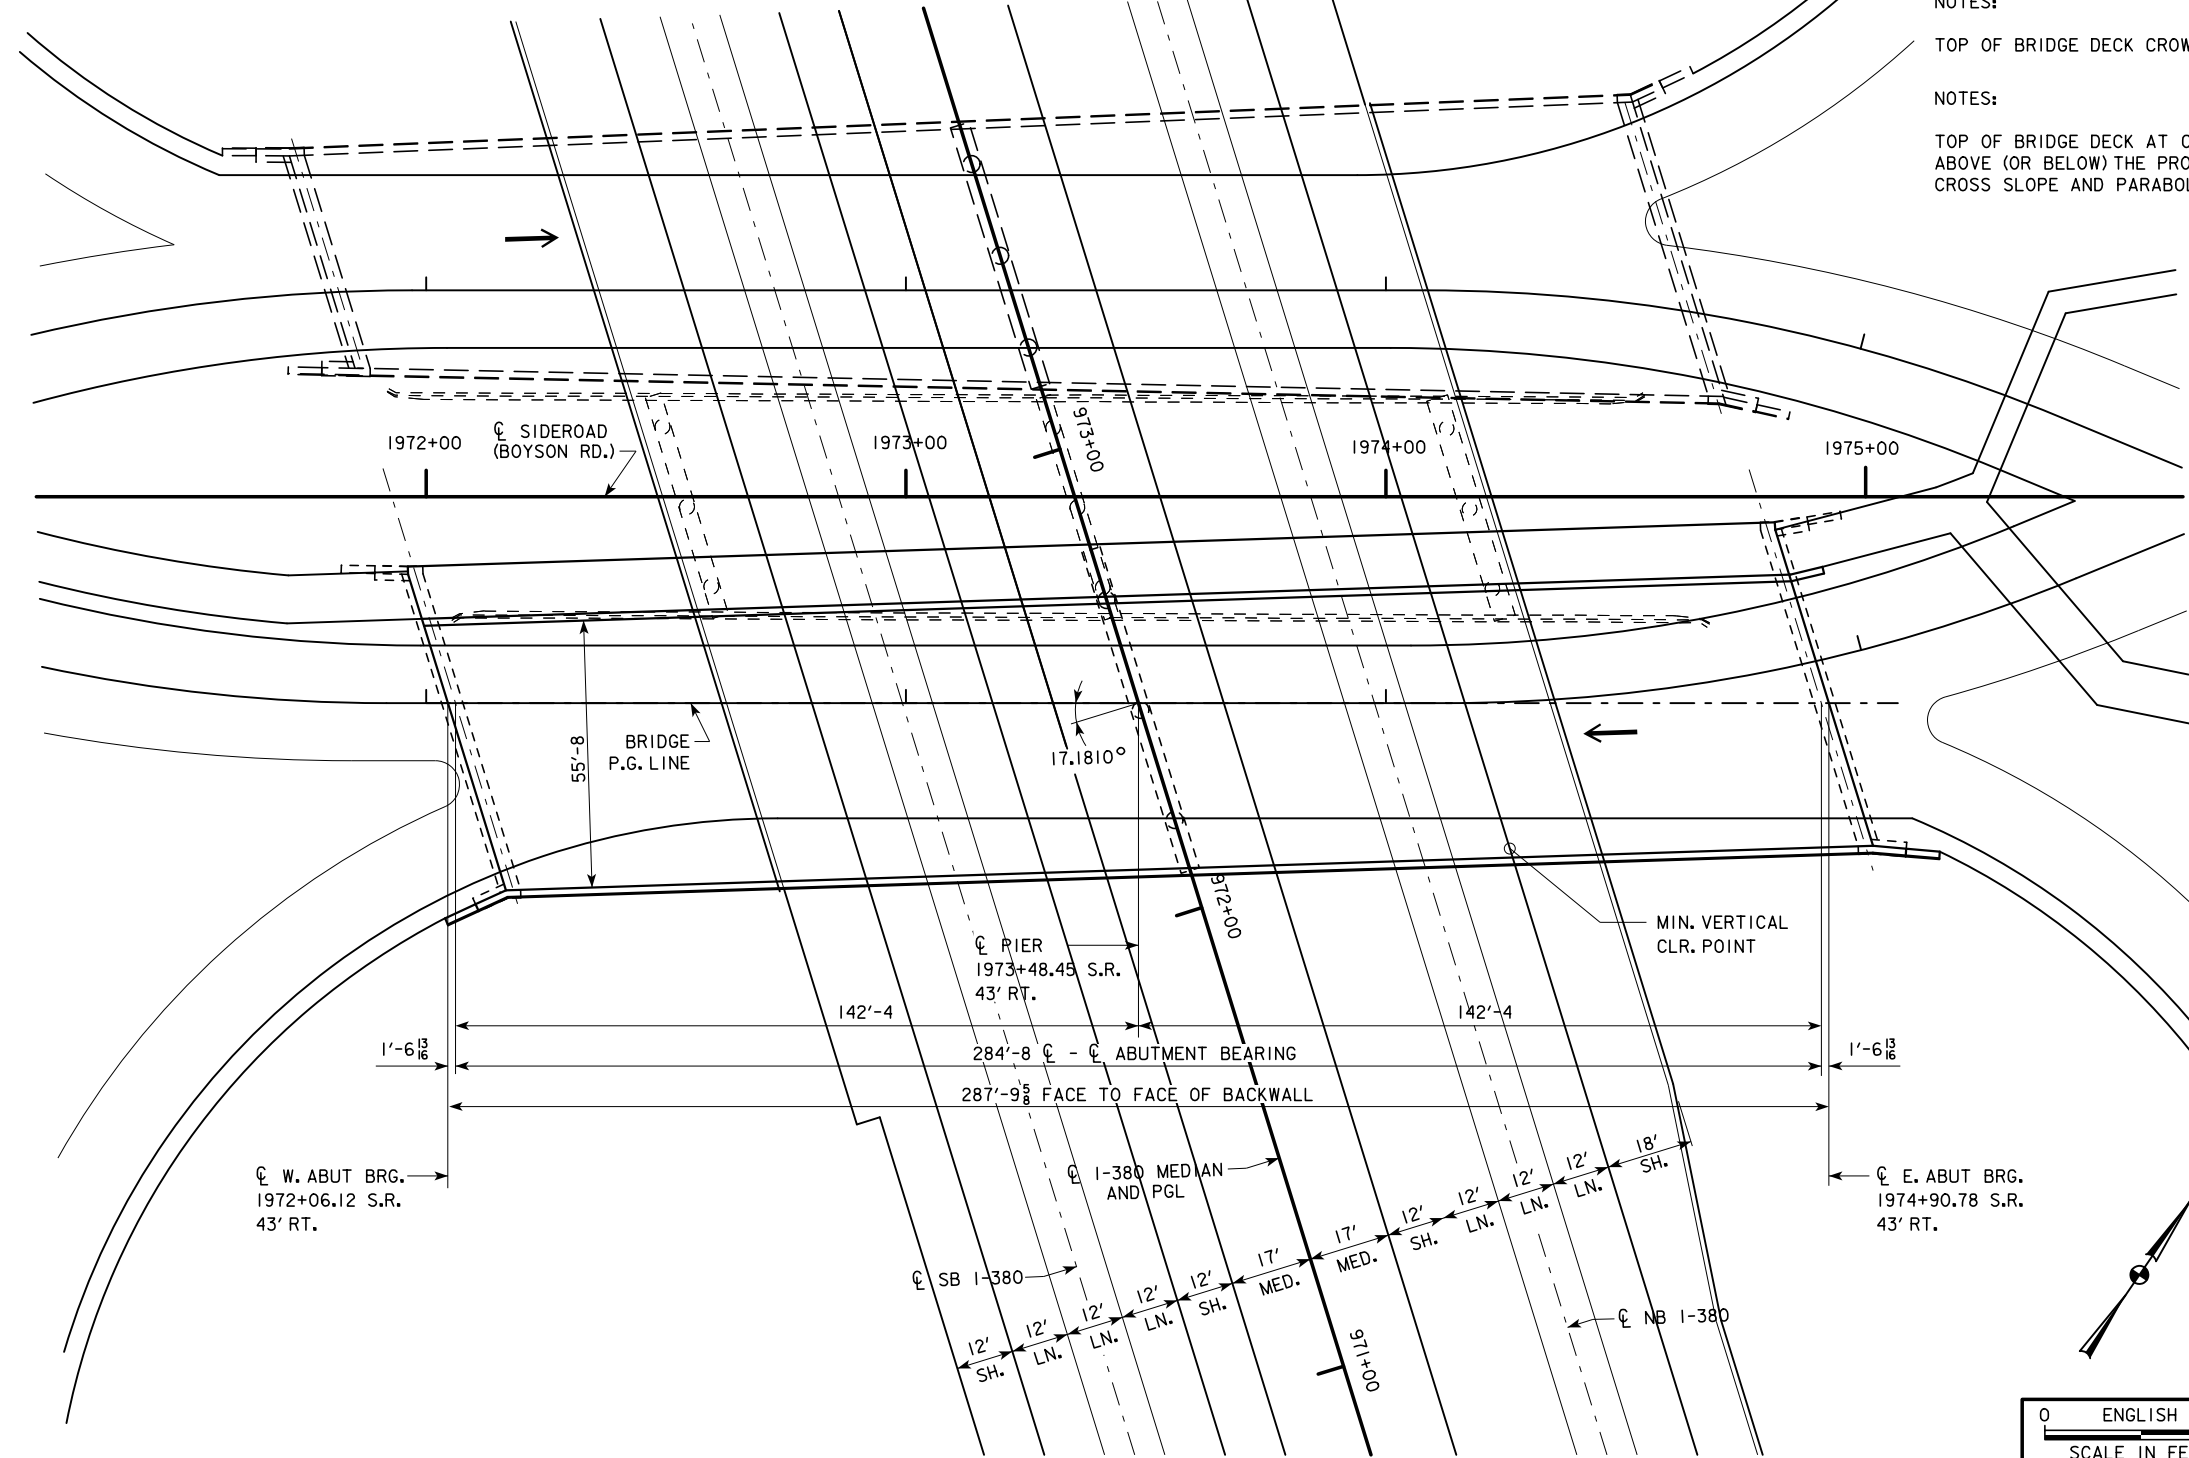 NOTES:
TOP OF BRIDGE DECK
NOTES:
TOP OF BRIDGE DECK AT
ABOVE (OR BELOW) THE
CROSS SLOPE AND
1972+00
℄ SIDEROAD
(BOYSON RD.)
1973+00
973+00
1974+00
1975+00
55'-8
BRIDGE
P.G. LINE
17.1810°
972+00
MIN. VERTICAL
CLR. POINT
℄ PIER
1973+48.45 S.R.
43' RT.
142'-4
142'-4
1'-6 13/16
284'-8 ℄ - ℄ ABUTMENT BEARING
1'-6 13/16
287'-9 5/8 FACE TO FACE OF BACKWALL
℄ W. ABUT BRG.
1972+06.12 S.R.
43' RT.
℄ I-380 MEDIAN
AND PGL
℄ E. ABUT BRG.
1974+90.78 S.R.
43' RT.
℄ SB I-380
℄ NB I-380
12' SH.
12' LN.
12' LN.
12' LN.
12' SH.
17' MED.
17' MED.
12' SH.
12' LN.
12' LN.
12' LN.
18' SH.
971+00
0 ENGLISH
SCALE IN